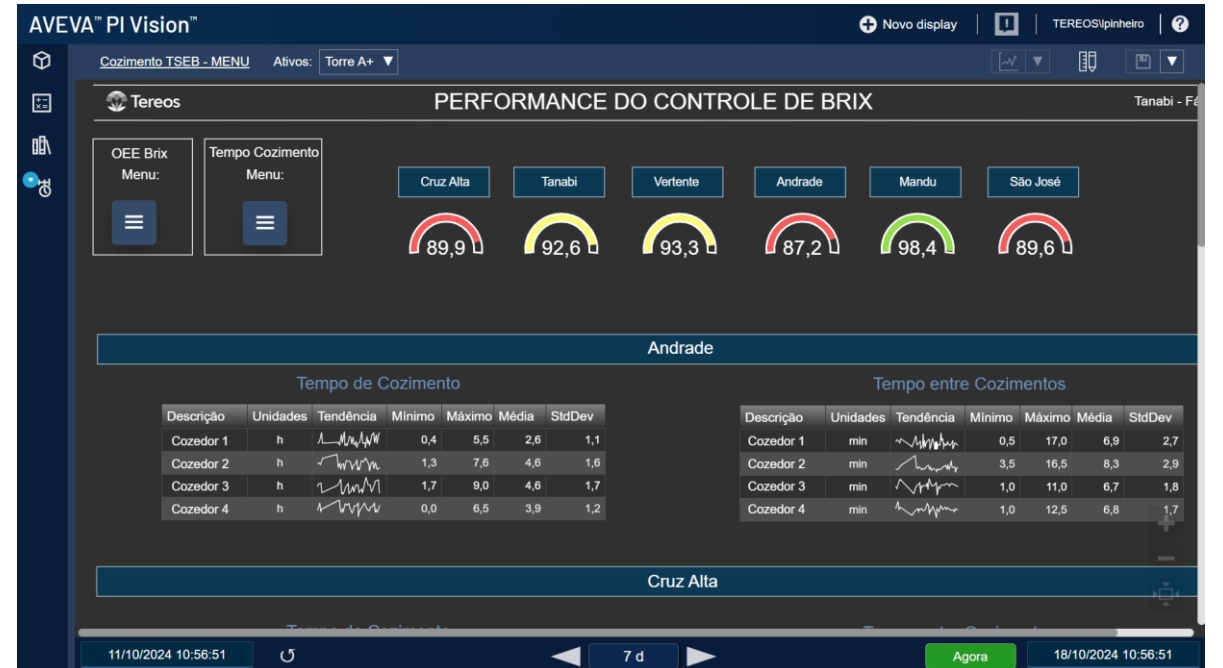 AVEVA™ PI Vision™
Novo display
TEREOS\lpinheiro
?
Cozimento TSEB - MENU Ativos: Torre A+
Tereos
PERFORMANCE DO CONTROLE DE BRIX
Tanabi - Fá
OEE Brix
Menu:
Tempo Cozimento
Menu:
Cruz Alta Tanabi Vertente Andrade Mandu São José
89,9 92,6 93,3 87,2 98,4 89,6
Andrade
Tempo de Cozimento
Descrição Unidades Tendência Mínimo Máximo Média StdDev
Cozedor 1 h 0,4 5,5 2,6 1,1
Cozedor 2 h 1,3 7,6 4,6 1,6
Cozedor 3 h 1,7 9,0 4,6 1,7
Cozedor 4 h 0,0 6,5 3,9 1,2
Tempo entre Cozimentos
Descrição Unidades Tendência Mínimo Máximo Média StdDev
Cozedor 1 min 0,5 17,0 6,9 2,7
Cozedor 2 min 3,5 16,5 8,3 2,9
Cozedor 3 min 1,0 11,0 6,7 1,8
Cozedor 4 min 1,0 12,5 6,8 1,7
Cruz Alta
11/10/2024 10:56:51
7 d
Agora
18/10/2024 10:56:51